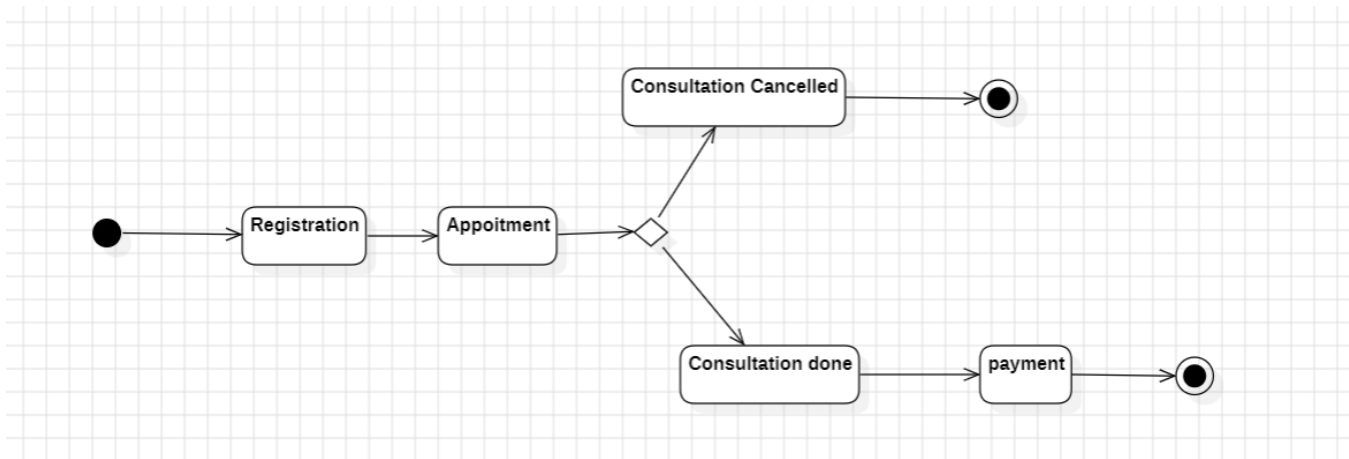 Consultation Cancelled
Registration
Appoitment
Consultation done
payment